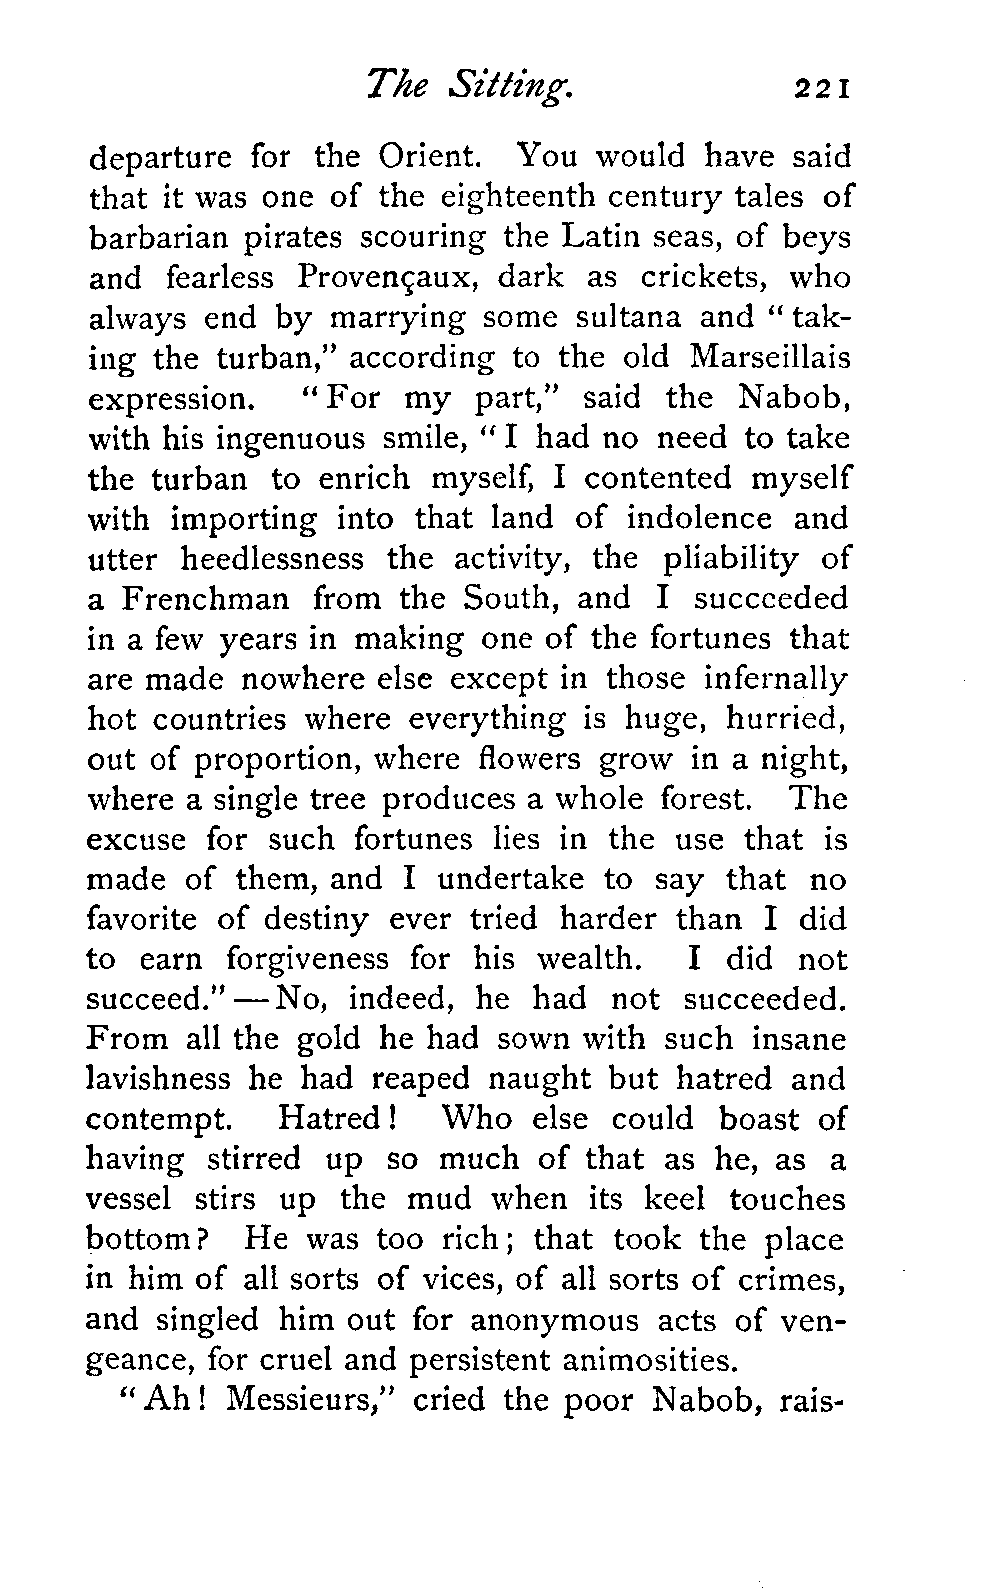 The Sitting. 221
departure for the Orient. You would have said
that it was one of the eighteenth century tales of
barbarian pirates scouring the Latin seas, of beys
and fearless Provençaux, dark as crickets, who
always end by marrying some sultana and "tak-
ing the turban," according to the old Marseillais
expression. "For my part," said the Nabob,
with his ingenuous smile, "I had no need to take
the turban to enrich myself, I contented myself
with importing into that land of indolence and
utter heedlessness the activity, the pliability of
a Frenchman from the South, and I succceded
in a few years in making one of the fortunes that
are made nowhere else except in those infernally
hot countries where everything is huge, hurried,
out of proportion, where flowers grow in a night,
where a single tree produces a whole forest. The
excuse for such fortunes lies in the use that is
made of them, and I undertake to say that no
favorite of destiny ever tried harder than I did
to earn forgiveness for his wealth. I did not
succeed." — No, indeed, he had not succeeded.
From all the gold he had sown with such insane
lavishness he had reaped naught but hatred and
contempt. Hatred! Who else could boast of
having stirred up so much of that as he, as a
vessel stirs up the mud when its keel touches
bottom? He was too rich; that took the place
in him of all sorts of vices, of all sorts of crimes,
and singled him out for anonymous acts of ven-
geance, for cruel and persistent animosities.
"Ah! Messieurs," cried the poor Nabob, rais-